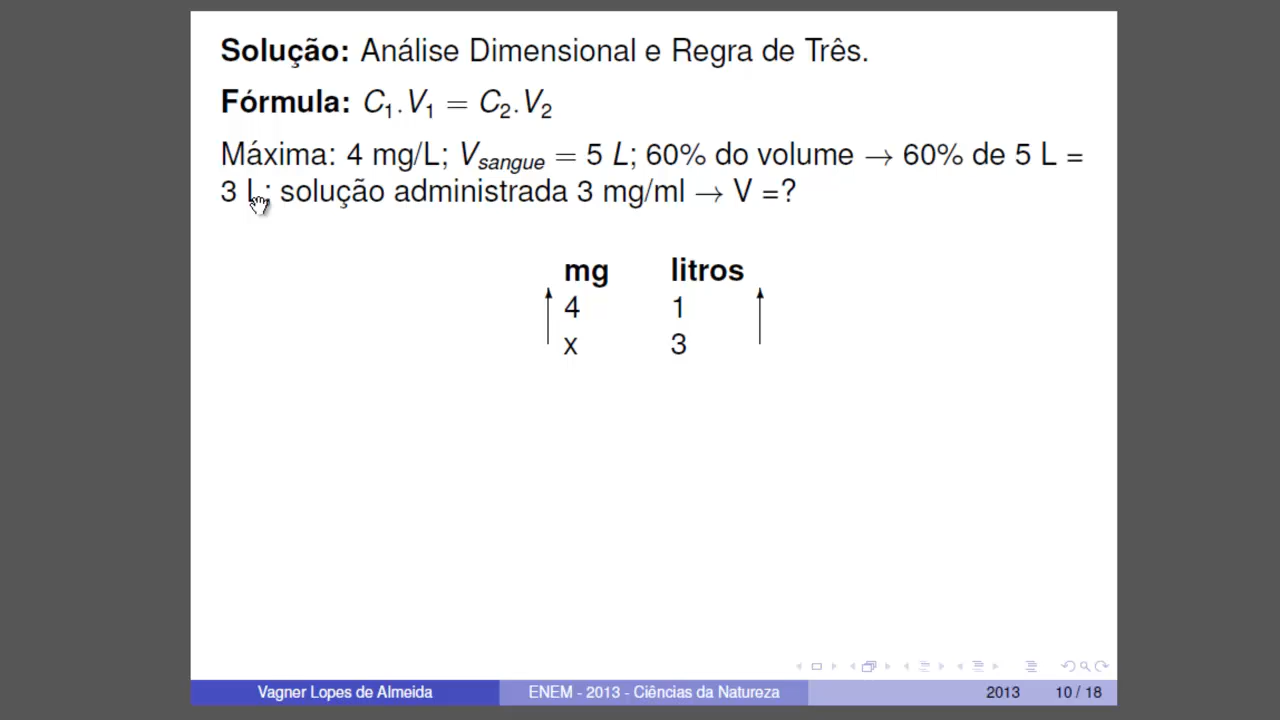 Solução: Análise Dimensional e Regra de Três.
Fórmula: C₁.V₁ = C₂.V₂
Máxima: 4 mg/L; Vsangue = 5 L; 60% do volume → 60% de 5 L =
3 L; solução administrada 3 mg/ml → V =?
mg litros
4 1
x 3
Vagner Lopes de Almeida ENEM - 2013 - Ciências da Natureza 2013 10 / 18